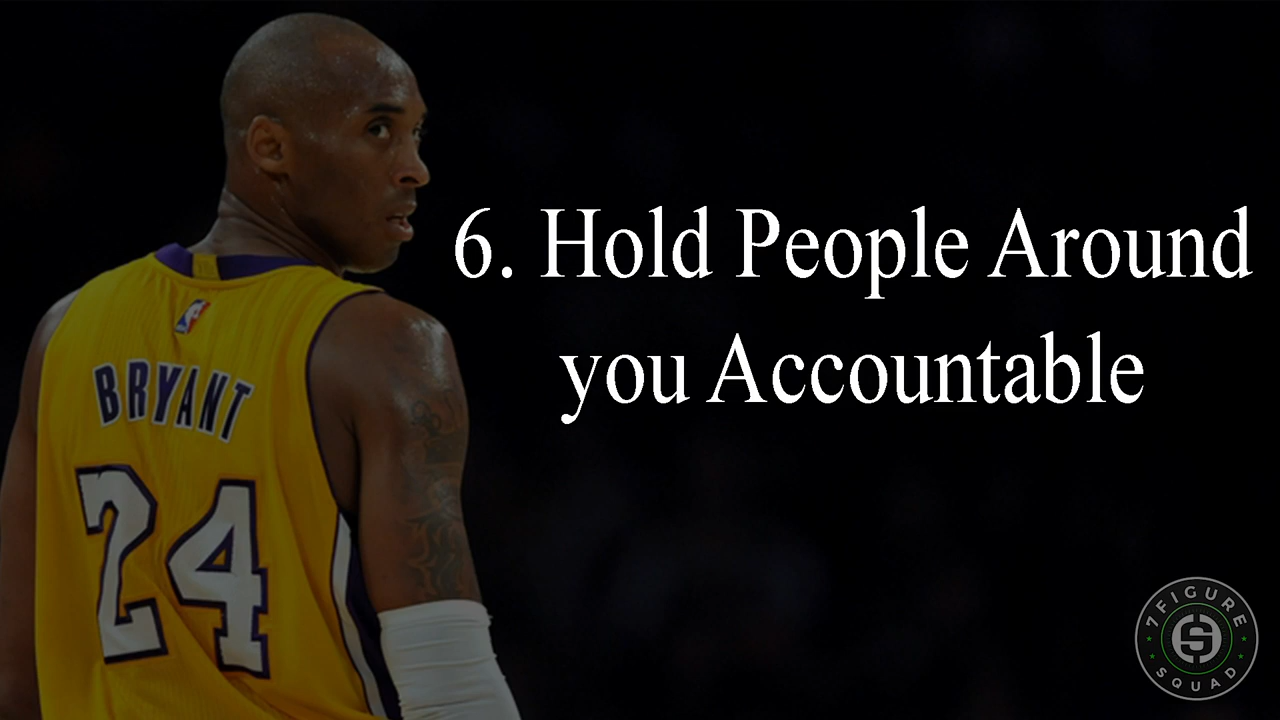 6. Hold People Around
you Accountable
BRYANT
24
7FIGURE
SQUAD